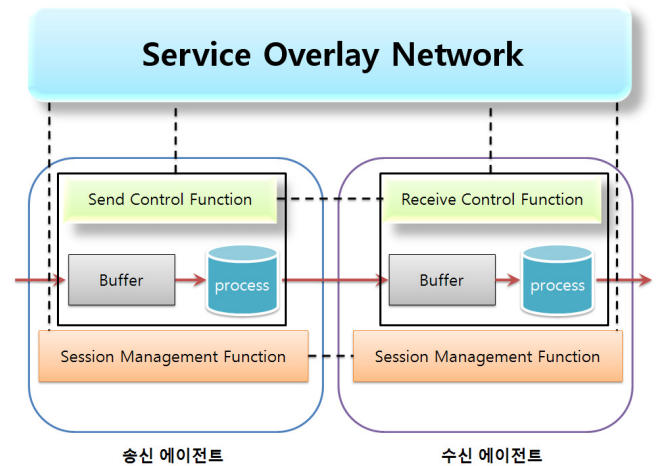 Service Overlay Network
Send Control Function
Receive Control Function
Buffer
process
Buffer
process
Session Management Function
Session Management Function
송신 에이전트
수신 에이전트